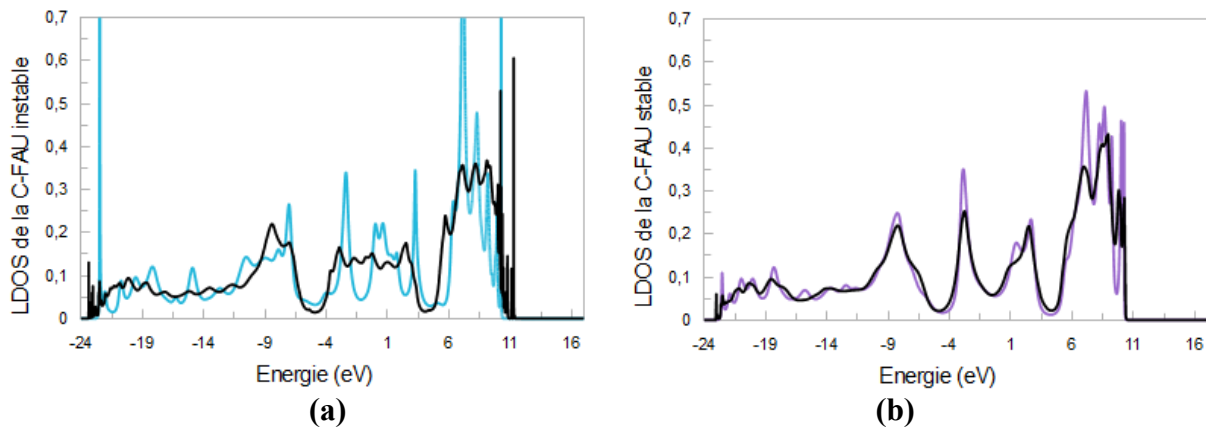 0,7
0,6
0,5
0,4
0,3
0,2
0,1
0
LDOS de la C-FAU instable
-24 -19 -14 -9 -4 1 6 11 16
Energie (eV)
(a)
0,7
0,6
0,5
0,4
0,3
0,2
0,1
0
LDOS de la C-FAU stable
-24 -19 -14 -9 -4 1 6 11 16
Energie (eV)
(b)